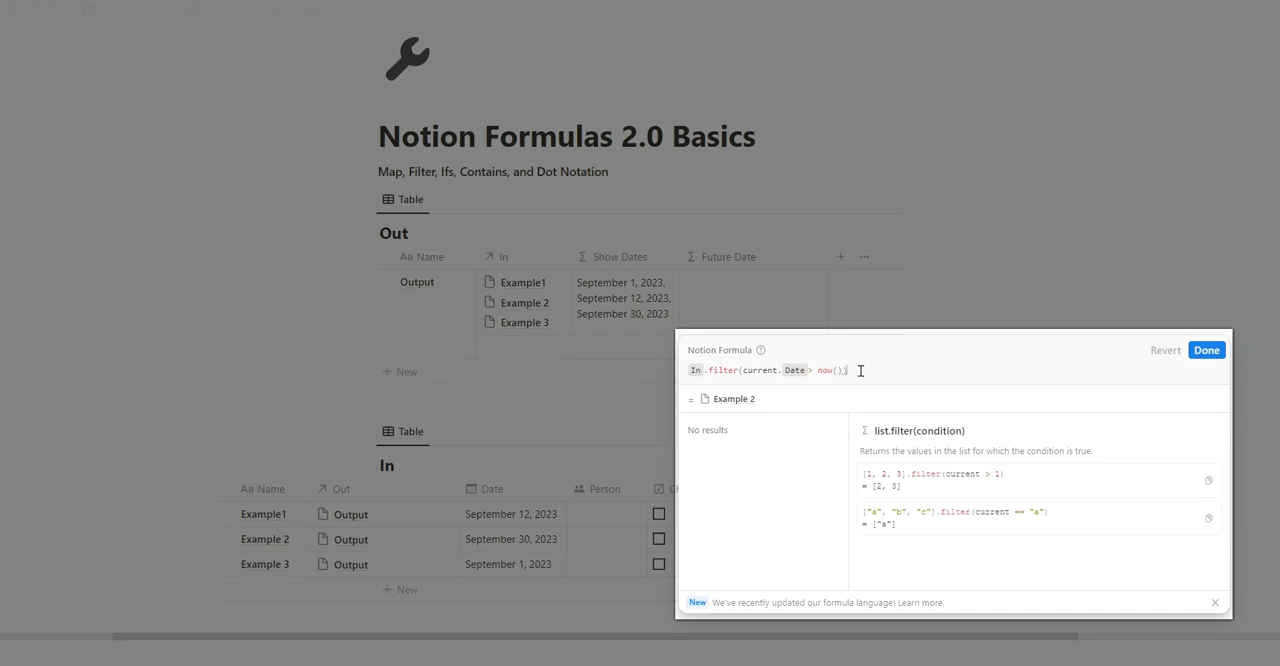 Notion Formulas 2.0 Basics
Map, Filter, Ifs, Contains, and Dot Notation
Table
Out
Aa Name In Σ Show Dates Σ Future Date + •••
Output Example1 September 1, 2023,
Example 2 September 12, 2023,
Example 3 September 30, 2023
+ New
Table
In
Aa Name Out Date Person
Example1 Output September 12, 2023
Example 2 Output September 30, 2023
Example 3 Output September 1, 2023
+ New
Notion Formula ? Revert Done
In.filter(current.Date> now())
= Example 2
No results
Σ list.filter(condition)
Returns the values in the list for which the condition is true.
[1, 2, 3].filter(current > 1)
= [2, 3]
["a", "b", "c"].filter(current == "a")
= ["a"]
New We've recently updated our formula language! Learn more.